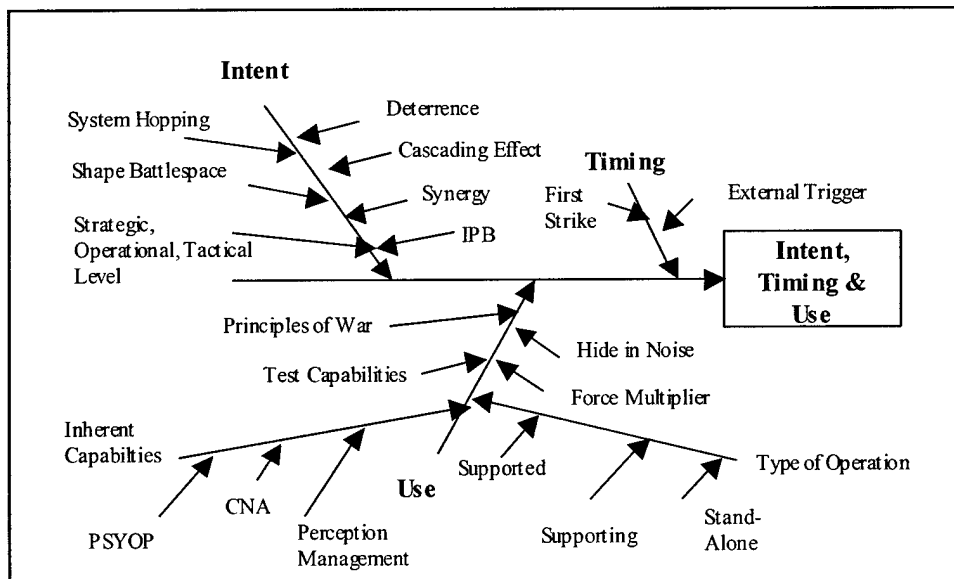 Intent
Deterrence
System Hopping
Cascading Effect
Shape Battlespace
Synergy
Strategic,
Operational, Tactical
Level
IPB
Timing
First
Strike
External Trigger
Intent,
Timing &
Use
Principles of War
Hide in Noise
Test Capabilities
Force Multiplier
Inherent
Capabilties
Supported
Type of Operation
Use
CNA
PSYOP
Perception
Management
Supporting
Stand-
Alone